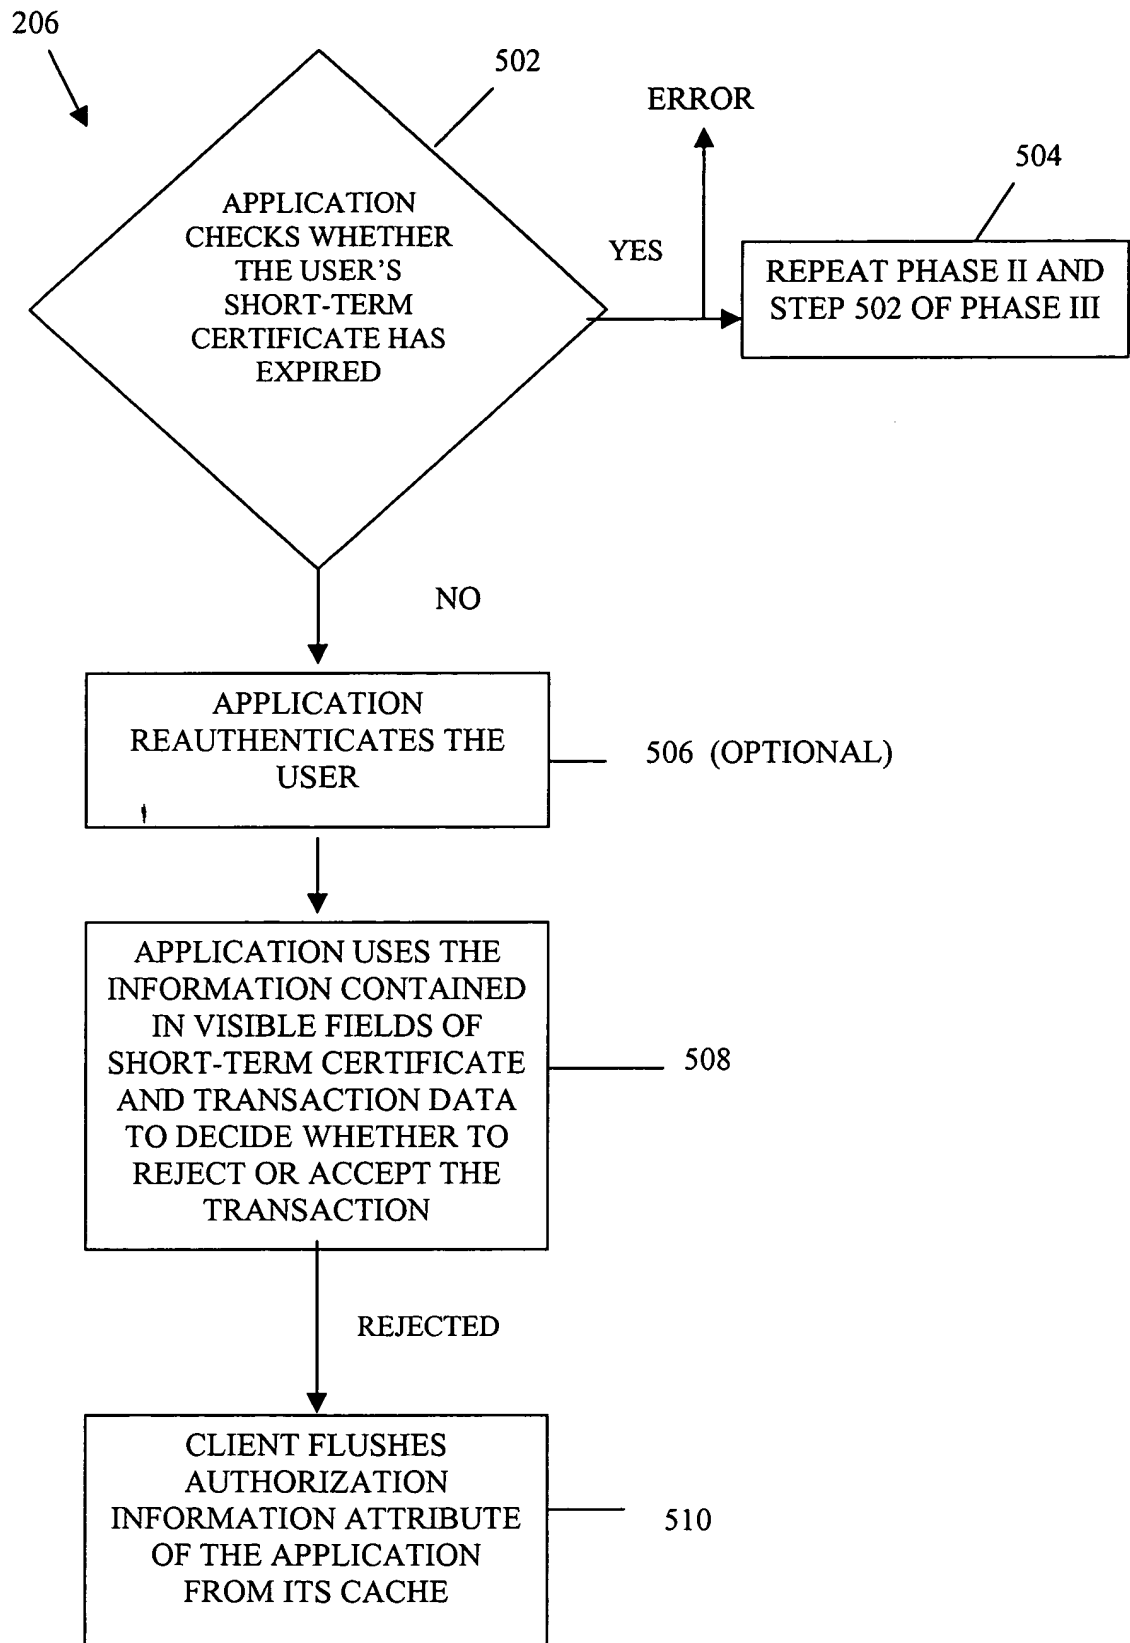 206
502
ERROR
504
APPLICATION
CHECKS WHETHER
THE USER'S
SHORT-TERM
CERTIFICATE HAS
EXPIRED
YES
REPEAT PHASE II AND
STEP 502 OF PHASE III
NO
APPLICATION
REAUTHENTICATES THE
USER
506 (OPTIONAL)
APPLICATION USES THE
INFORMATION CONTAINED
IN VISIBLE FIELDS OF
SHORT-TERM CERTIFICATE
AND TRANSACTION DATA
TO DECIDE WHETHER TO
REJECT OR ACCEPT THE
TRANSACTION
508
REJECTED
CLIENT FLUSHES
AUTHORIZATION
INFORMATION ATTRIBUTE
OF THE APPLICATION
FROM ITS CACHE
510